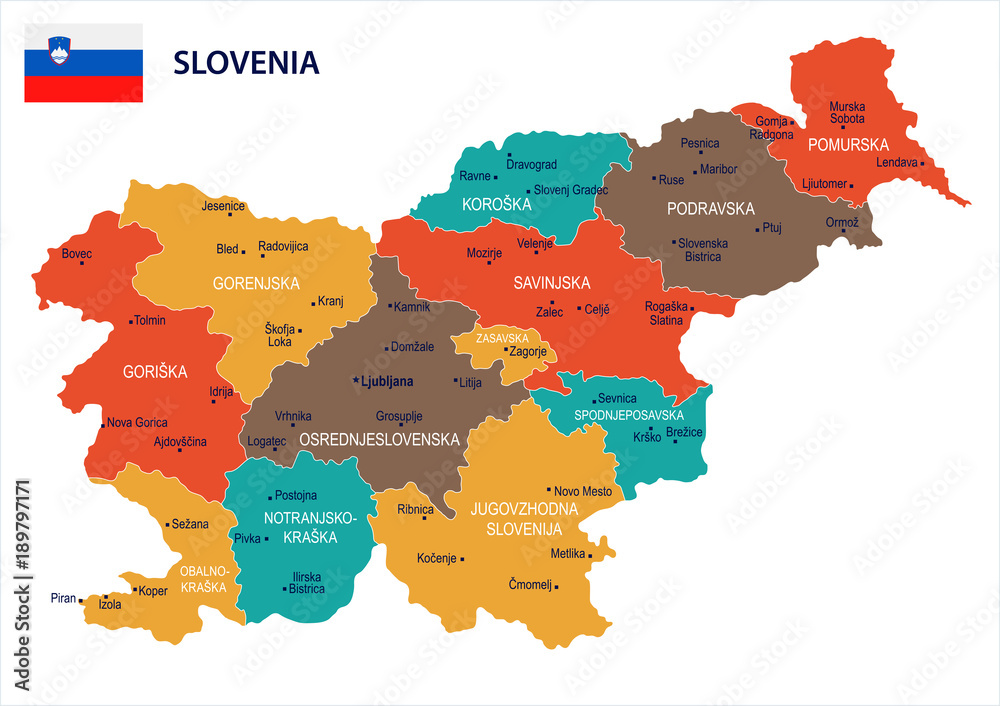 SLOVENIA
Murska
Sobota
Gornja
Radgona
POMURSKA
Lendava
Ljiutomer
Pesnica
Maribor
Ruse
PODRAVSKA
Ptuj
Ormož
Slovenska
Bistrica
Dravograd
Ravne
Slovenj Gradec
KOROŠKA
Jesenice
Bled
Radovijica
GORENJSKA
Kranj
Škofja
Loka
Bovec
Tolmin
GORIŠKA
Idrija
Nova Gorica
Ajdovščina
Velenje
Mozirje
SAVINJSKA
Zalec
Celjě
Rogaška
Slatina
ZASAVSKA
Zagorje
Kamnik
Domžale
Ljubljana
Litija
Vrhnika
Grosuplje
Logatec
OSREDNJESLOVENSKA
Sevnica
SPODNJEPOSAVSKA
Krško
Brežice
Postojna
NOTRANJSKO-
KRAŠKA
Pivka
Ilirska
Bistrica
Ribnica
Novo Mesto
JUGOVZHODNA
SLOVENIJA
Kočenje
Metlika
Čmomelj
Sežana
OBALNO-
KRAŠKA
Koper
Piran
Izola
Adobe Stock | #189797171